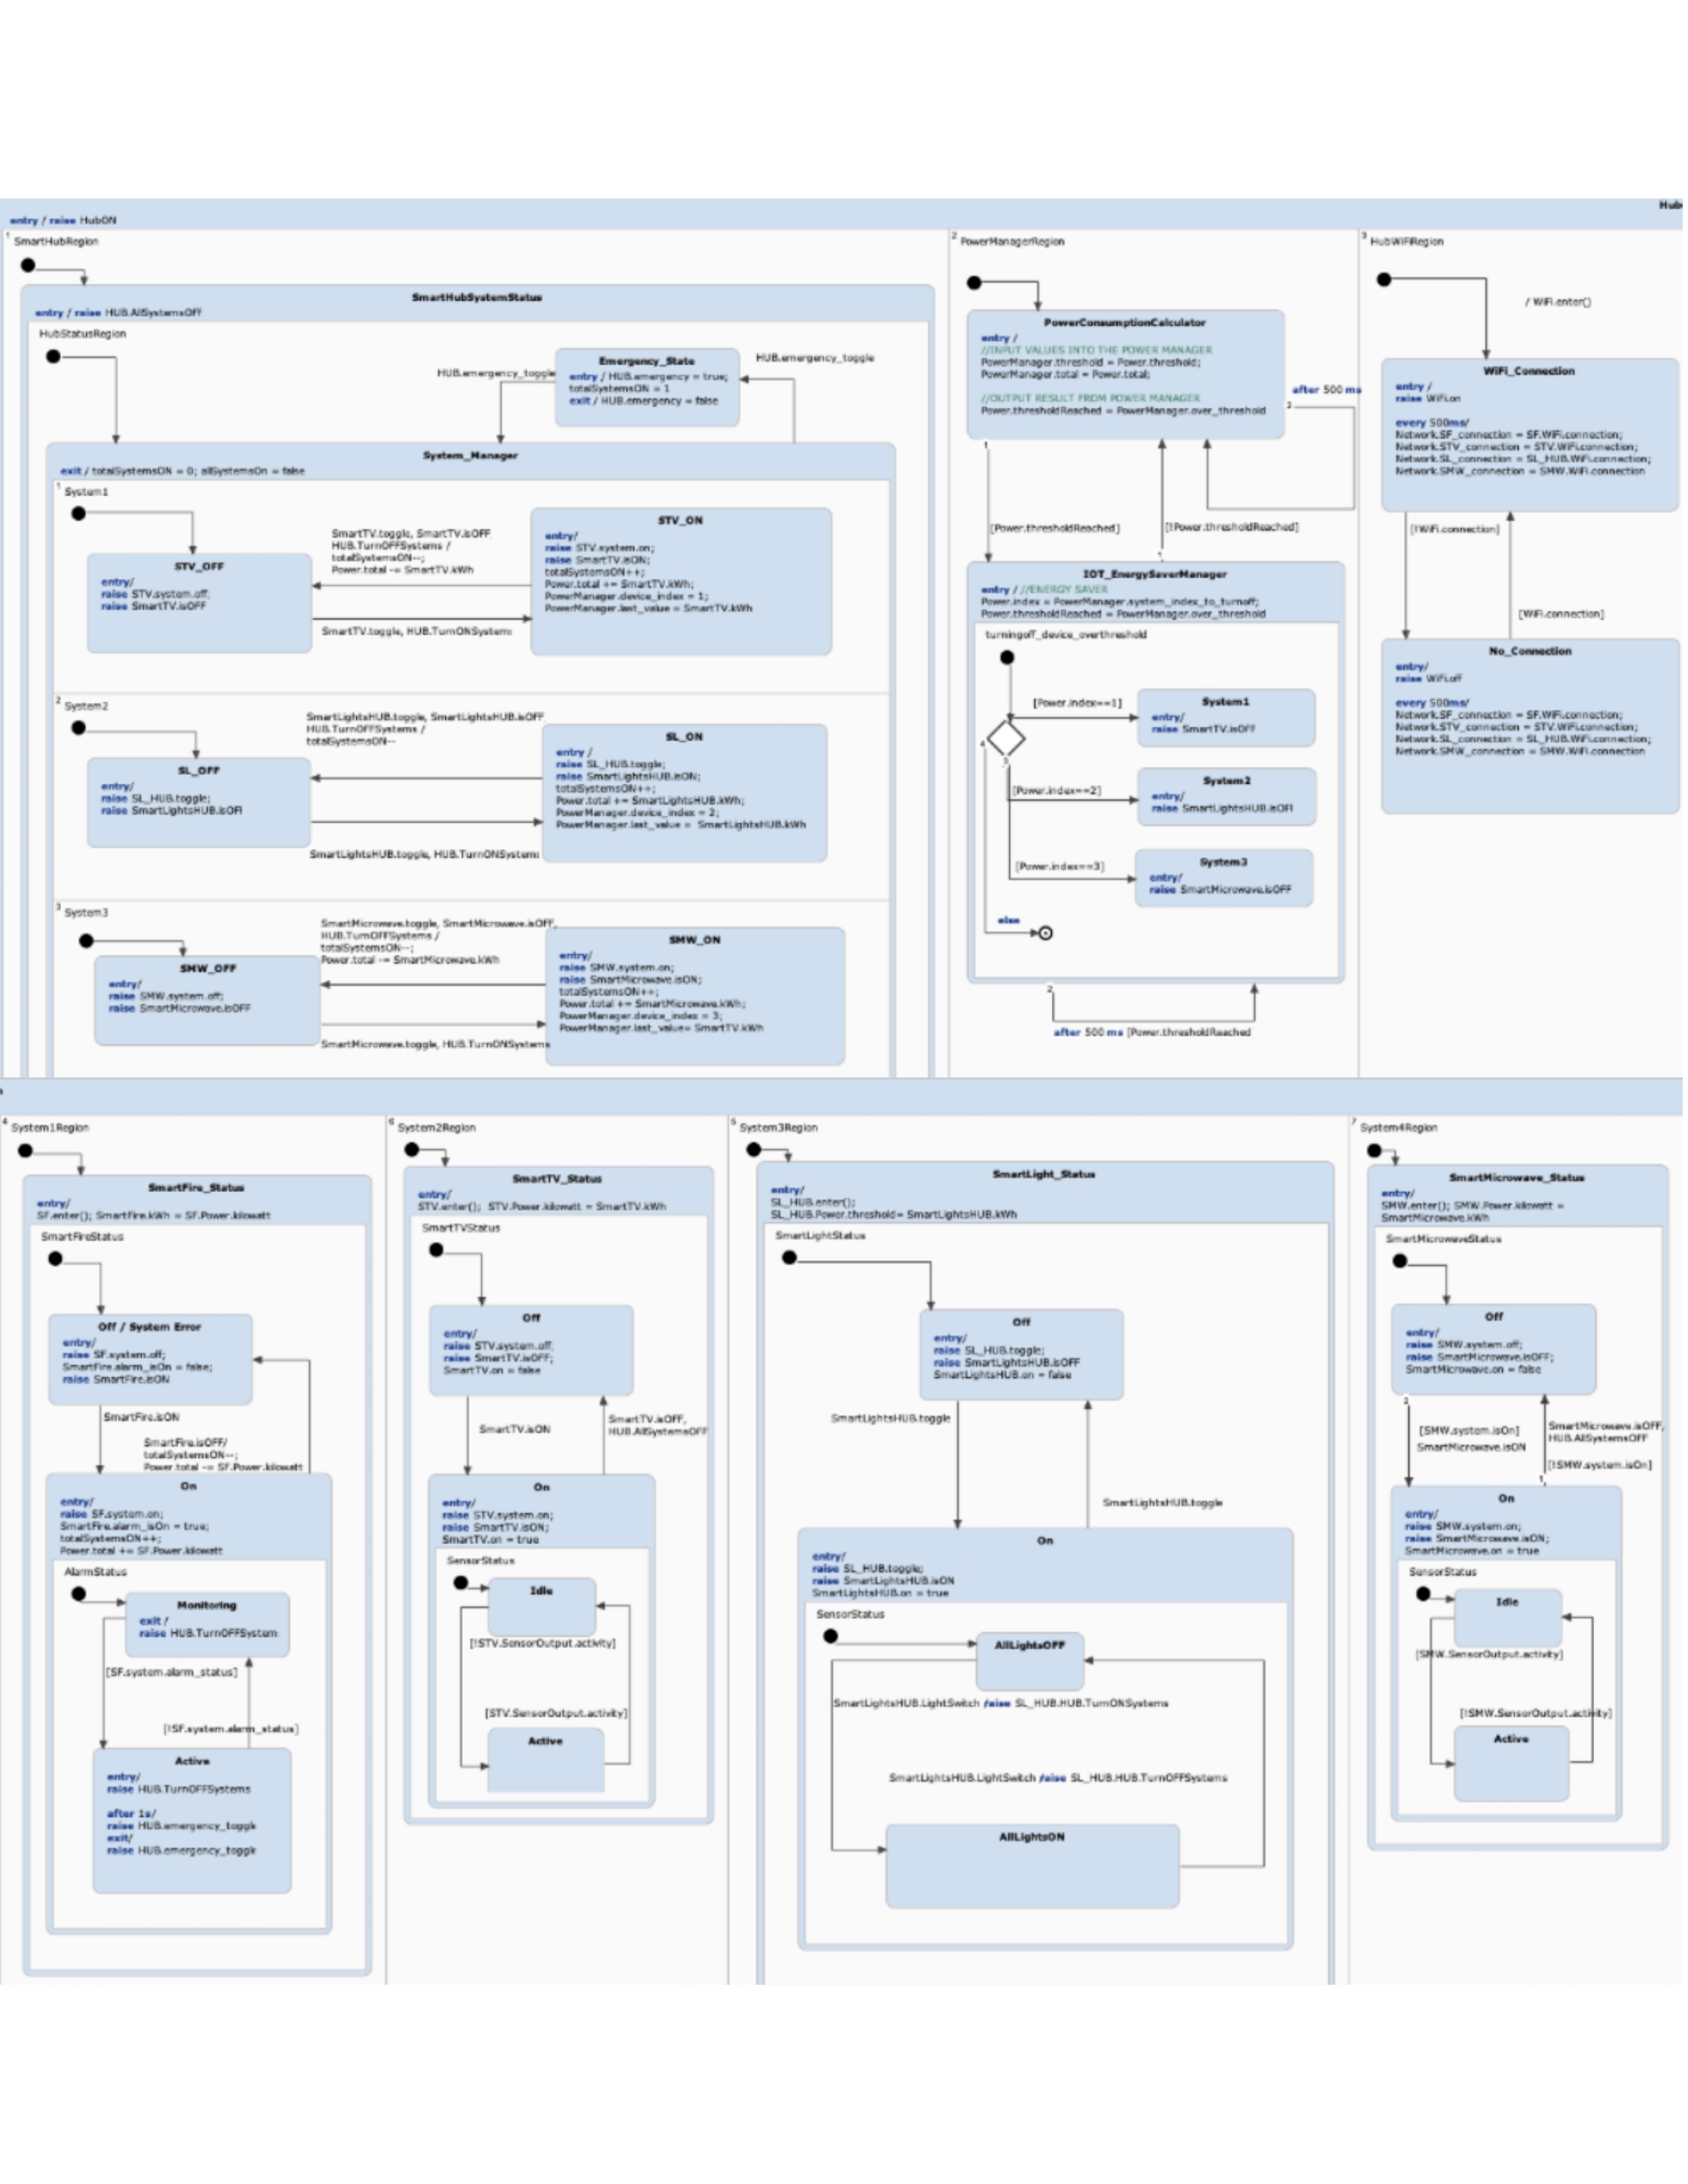 entry / raise HubON
Hub
1
SmartHubRegion
SmartHubSystemStatus
entry / raise HUB.AllSystemsOff
HubStatusRegion
Emergency_State
entry / HUB.emergency = true;
totalSystemsON = 1
exit / HUB.emergency = false
HUB.emergency_toggle
HUB.emergency_toggle
System_Manager
exit / totalSystemsON = 0; allSystemsOn = false
1
System1
STV_OFF
entry/
raise STV.system.off;
raise SmartTV.isOFF
SmartTV.toggle, SmartTV.isOFF,
HUB.TurnOFFSystems /
totalSystemsON--;
Power.total -= SmartTV.kWh
SmartTV.toggle, HUB.TurnONSystems
STV_ON
entry/
raise STV.system.on;
raise SmartTV.isON;
totalSystemsON++;
Power.total += SmartTV.kWh;
PowerManager.device_index = 1;
PowerManager.last_value = SmartTV.kWh
2
System2
SL_OFF
entry/
raise SL_HUB.toggle;
raise SmartLightsHUB.isOFI
SmartLightsHUB.toggle, SmartLightsHUB.isOFF
HUB.TurnOFFSystems /
totalSystemsON--
SmartLightsHUB.toggle, HUB.TurnONSystems
SL_ON
entry /
raise SL_HUB.toggle;
raise SmartLightsHUB.isON;
totalSystemsON++;
Power.total += SmartLightsHUB.kWh;
PowerManager.device_index = 2;
PowerManager.last_value = SmartLightsHUB.kWh
3
System3
SMW_OFF
entry/
raise SMW.system.off;
raise SmartMicrowave.isOFF
SmartMicrowave.toggle, SmartMicrowave.isOFF,
HUB.TurnOFFSystems /
totalSystemsON--;
Power.total -= SmartMicrowave.kWh
SmartMicrowave.toggle, HUB.TurnONSystems
SMW_ON
entry/
raise SMW.system.on;
raise SmartMicrowave.isON;
totalSystemsON++;
Power.total += SmartMicrowave.kWh;
PowerManager.device_index = 3;
PowerManager.last_value= SmartTV.kWh
2
PowerManagerRegion
PowerConsumptionCalculator
entry /
//INPUT VALUES INTO THE POWER MANAGER
PowerManager.threshold = Power.threshold;
PowerManager.total = Power.total;
//OUTPUT RESULT FROM POWER MANAGER
Power.thresholdReached = PowerManager.over_threshold
after 500 ms
2
1
[Power.thresholdReached]
[!Power.thresholdReached]
1
IOT_EnergySaverManager
entry / //ENERGY SAVER
Power.index = PowerManager.system_index_to_turnoff;
Power.thresholdReached = PowerManager.over_threshold
turningoff_device_overthreshold
[Power.index==1]
System1
entry/
raise SmartTV.isOFF
4
3
[Power.index==2]
System2
entry/
raise SmartLightsHUB.isOFI
[Power.index==3]
System3
entry/
raise SmartMicrowave.isOFF
else
2
after 500 ms [Power.thresholdReached
3
HubWiFiRegion
/ WiFi.enter()
WiFi_Connection
entry /
raise WiFi.on
every 500ms/
Network.SF_connection = SF.WiFi.connection;
Network.STV_connection = STV.WiFi.connection;
Network.SL_connection = SL_HUB.WiFi.connection;
Network.SMW_connection = SMW.WiFi.connection
[!WiFi.connection]
[WiFi.connection]
No_Connection
entry/
raise WiFi.off
every 500ms/
Network.SF_connection = SF.WiFi.connection;
Network.STV_connection = STV.WiFi.connection;
Network.SL_connection = SL_HUB.WiFi.connection;
Network.SMW_connection = SMW.WiFi.connection
4
System1Region
SmartFire_Status
entry/
SF.enter(); SmartFire.kWh = SF.Power.kilowatt
SmartFireStatus
Off / System Error
entry/
raise SF.system.off;
SmartFire.alarm_isOn = false;
raise SmartFire.isON
SmartFire.isON
SmartFire.isOFF/
totalSystemsON--;
Power.total -= SF.Power.kilowatt
On
entry/
raise SF.system.on;
SmartFire.alarm_isOn = true;
totalSystemsON++;
Power.total += SF.Power.kilowatt
AlarmStatus
Monitoring
exit /
raise HUB.TurnOFFSystem
[SF.system.alarm_status]
[!SF.system.alarm_status]
Active
entry/
raise HUB.TurnOFFSystems
after 1s/
raise HUB.emergency_toggk
exit/
raise HUB.emergency_toggk
6
System2Region
SmartTV_Status
entry/
STV.enter(); STV.Power.kilowatt = SmartTV.kWh
SmartTVStatus
Off
entry/
raise STV.system.off;
raise SmartTV.isOFF;
SmartTV.on = false
SmartTV.isON
SmartTV.isOFF,
HUB.AllSystemsOFF
On
entry/
raise STV.system.on;
raise SmartTV.isON;
SmartTV.on = true
SensorStatus
Idle
[!STV.SensorOutput.activity]
[STV.SensorOutput.activity]
Active
5
System3Region
SmartLight_Status
entry/
SL_HUB.enter();
SL_HUB.Power.threshold= SmartLightsHUB.kWh
SmartLightStatus
Off
entry/
raise SL_HUB.toggle;
raise SmartLightsHUB.isOFF
SmartLightsHUB.on = false
SmartLightsHUB.toggle
SmartLightsHUB.toggle
On
entry/
raise SL_HUB.toggle;
raise SmartLightsHUB.isON
SmartLightsHUB.on = true
SensorStatus
AllLightsOFF
SmartLightsHUB.LightSwitch /raise SL_HUB.HUB.TurnONSystems
SmartLightsHUB.LightSwitch /raise SL_HUB.HUB.TurnOFFSystems
AllLightsON
7
System4Region
SmartMicrowave_Status
entry/
SMW.enter(); SMW.Power.kilowatt =
SmartMicrowave.kWh
SmartMicrowaveStatus
Off
entry/
raise SMW.system.off;
raise SmartMicrowave.isOFF;
SmartMicrowave.on = false
2
[SMW.system.isOn]
SmartMicrowave.isON
SmartMicrowave.isOFF,
HUB.AllSystemsOFF
[!SMW.system.isOn]
1
On
entry/
raise SMW.system.on;
raise SmartMicrowave.isON;
SmartMicrowave.on = true
SensorStatus
Idle
[SMW.SensorOutput.activity]
[!SMW.SensorOutput.activity]
Active